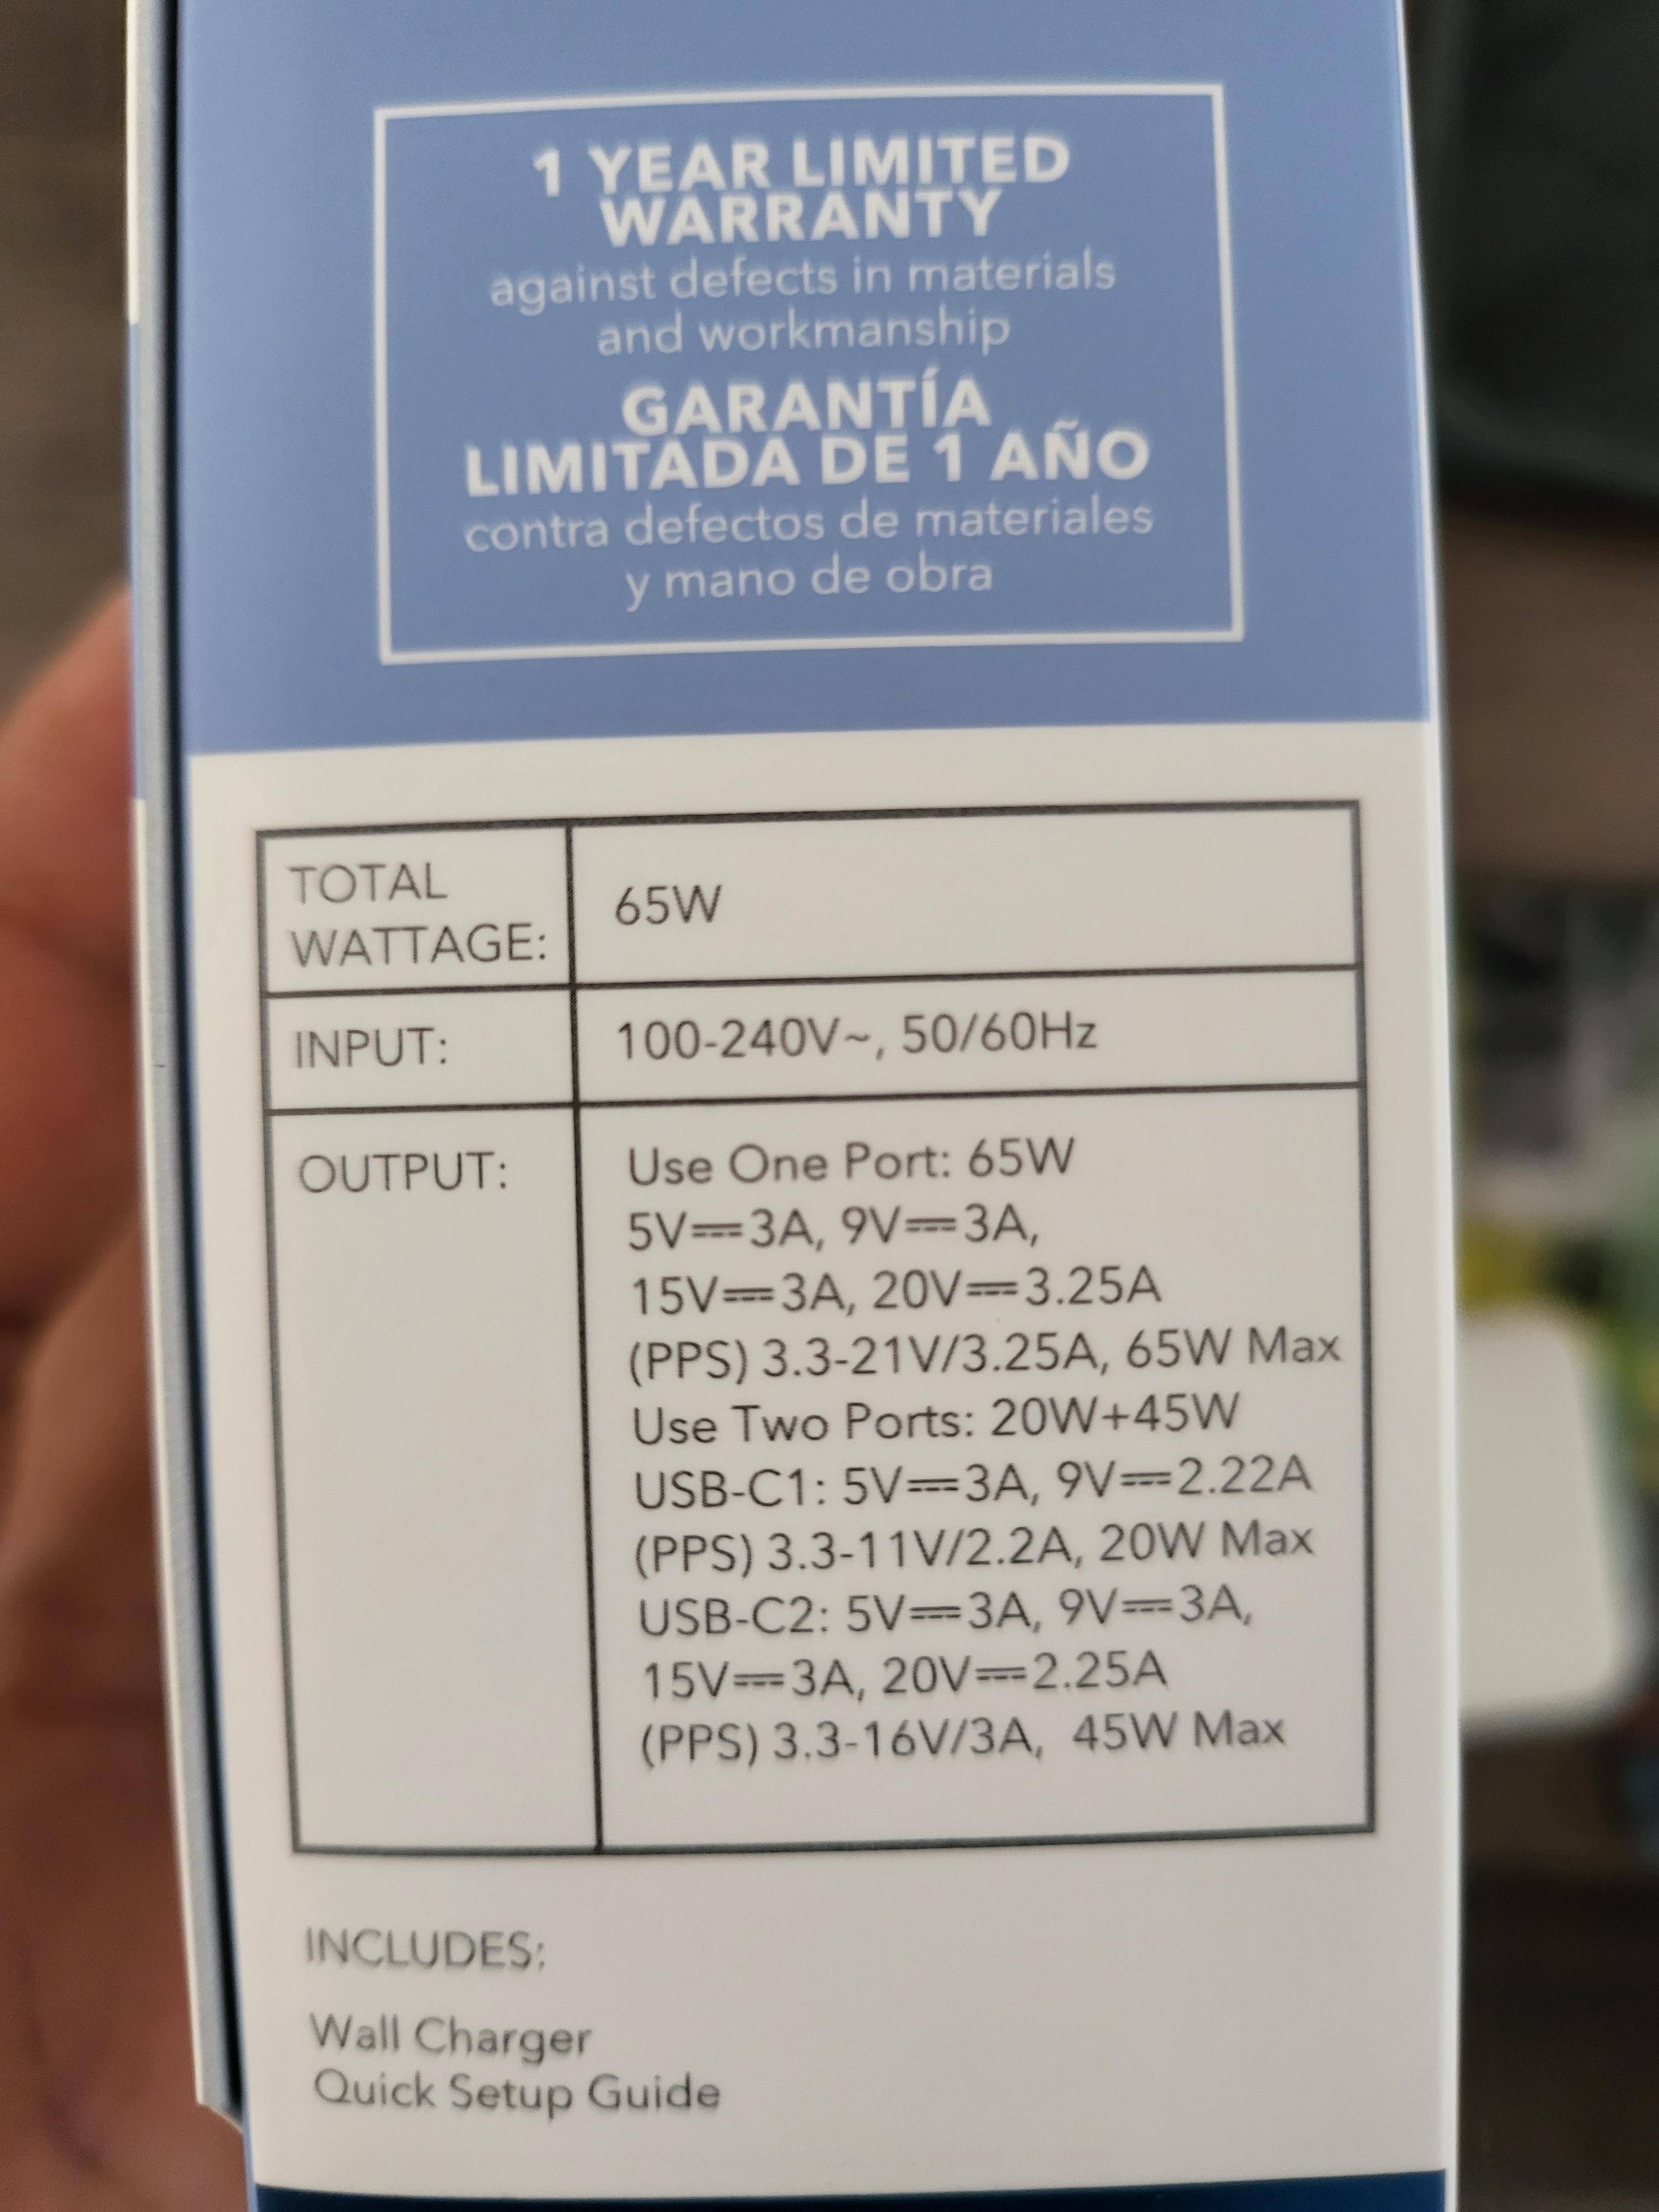 1 YEAR LIMITED
WARRANTY
against defects in materials
and workmanship
GARANTÍA
LIMITADA DE 1 AÑO
contra defectos de materiales
y mano de obra
TOTAL
WATTAGE:
65W
INPUT:
100-240V~, 50/60Hz
OUTPUT:
Use One Port: 65W
5V⎓3A, 9V⎓3A,
15V⎓3A, 20V⎓3.25A
(PPS) 3.3-21V/3.25A, 65W Max
Use Two Ports: 20W+45W
USB-C1: 5V⎓3A, 9V⎓2.22A
(PPS) 3.3-11V/2.2A, 20W Max
USB-C2: 5V⎓3A, 9V⎓3A,
15V⎓3A, 20V⎓2.25A
(PPS) 3.3-16V/3A, 45W Max
INCLUDES:
Wall Charger
Quick Setup Guide